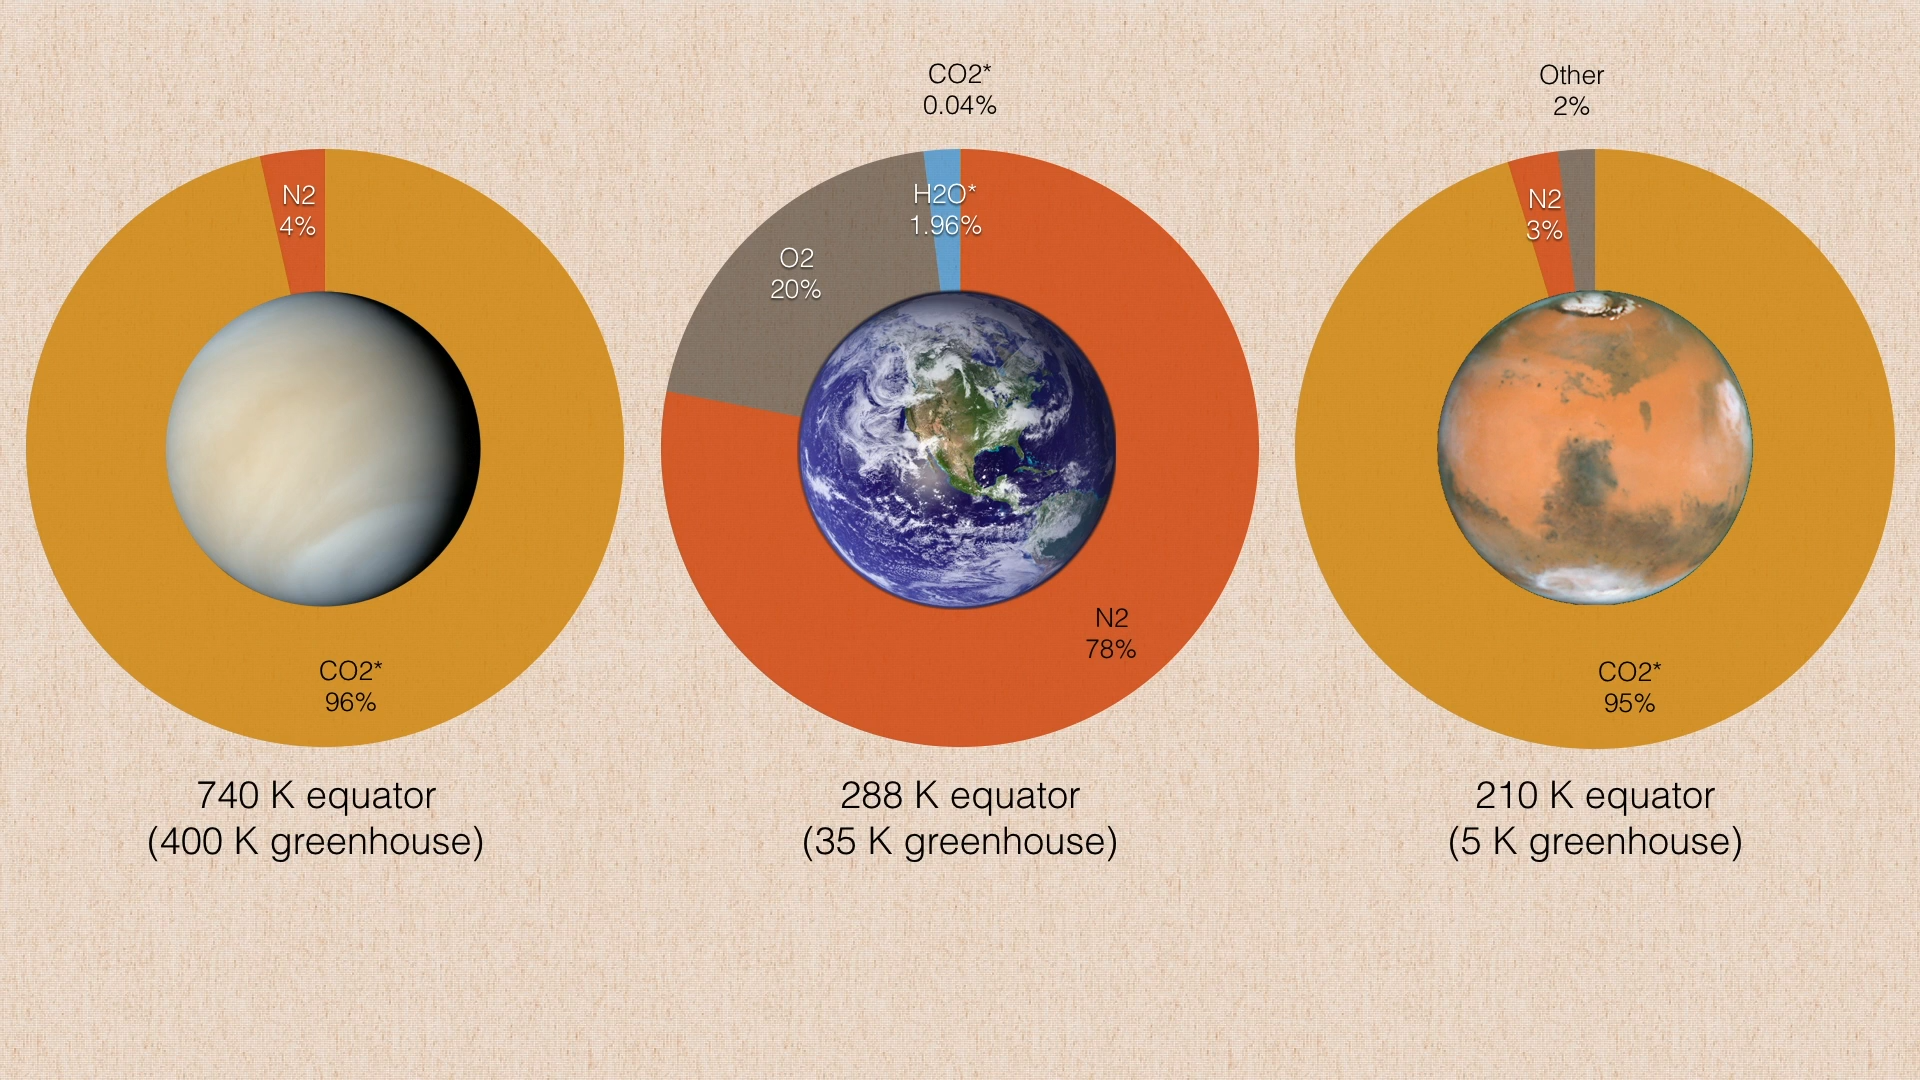 N2
4%
CO2*
96%
740 K equator
(400 K greenhouse)
CO2*
0.04%
H2O*
1.96%
O2
20%
N2
78%
288 K equator
(35 K greenhouse)
Other
2%
N2
3%
CO2*
95%
210 K equator
(5 K greenhouse)